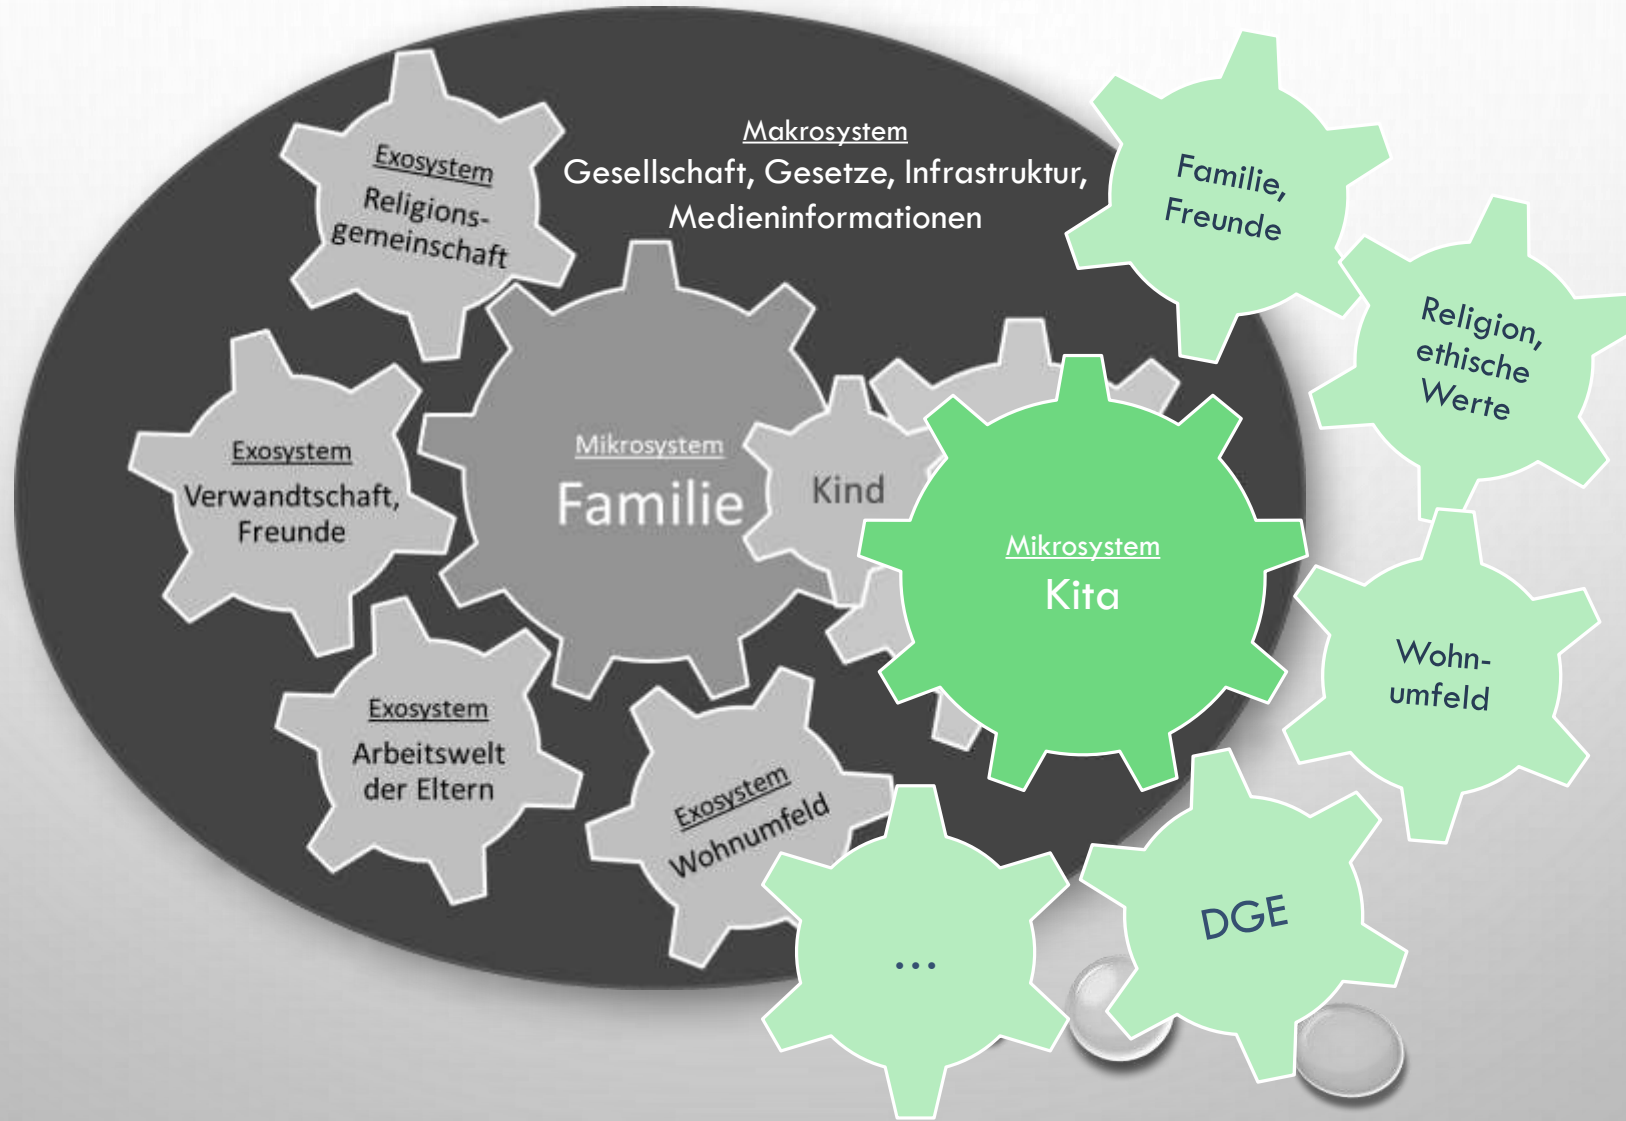 Makrosystem
Gesellschaft, Gesetze, Infrastruktur,
Medieninformationen
Exosystem
Religions-
gemeinschaft
Exosystem
Verwandtschaft,
Freunde
Exosystem
Arbeitswelt
der Eltern
Exosystem
Wohnumfeld
Mikrosystem
Familie
Kind
Mikrosystem
Kita
Familie,
Freunde
Religion,
ethische
Werte
Wohn-
umfeld
DGE
...